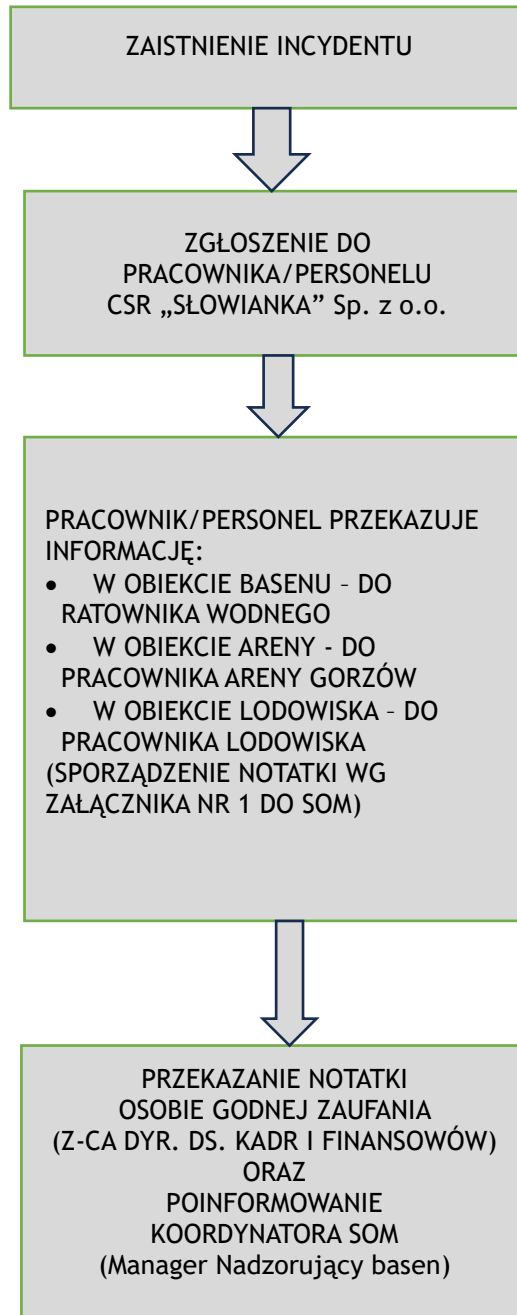 ZAISTNIENIE INCYDENTU
ZGŁOSZENIE DO
PRACOWNIKA/PERSONELU
CSR „SŁOWIANKA” Sp. z o.o.
PRACOWNIK/PERSONEL PRZEKAZUJE
INFORMACJĘ:
• W OBIEKCIE BASENU – DO
RATOWNIKA WODNEGO
• W OBIEKCIE ARENY - DO
PRACOWNIKA ARENY GORZÓW
• W OBIEKCIE LODOWISKA – DO
PRACOWNIKA LODOWISKA
(SPORZĄDZENIE NOTATKI WG
ZAŁĄCZNIKA NR 1 DO SOM)
PRZEKAZANIE NOTATKI
OSOBIE GODNEJ ZAUFANIA
(Z-CA DYR. DS. KADR I FINANSOWÓW)
ORAZ
POINFORMOWANIE
KOORDYNATORA SOM
(Manager Nadzorujący basen)